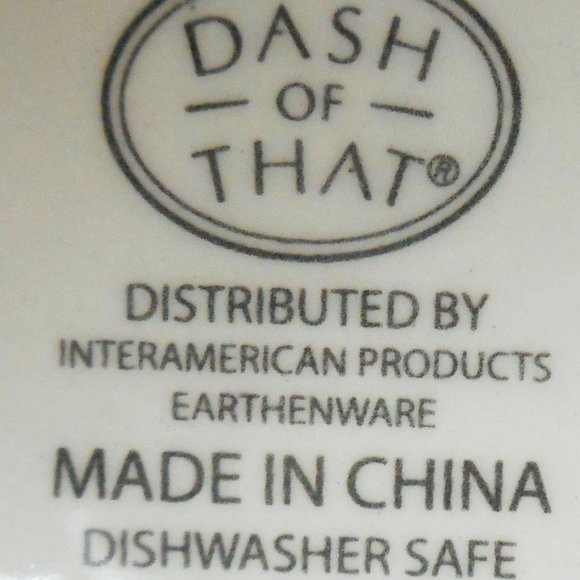 DASH
— OF —
THAT®
DISTRIBUTED BY
INTERAMERICAN PRODUCTS
EARTHENWARE
MADE IN CHINA
DISHWASHER SAFE